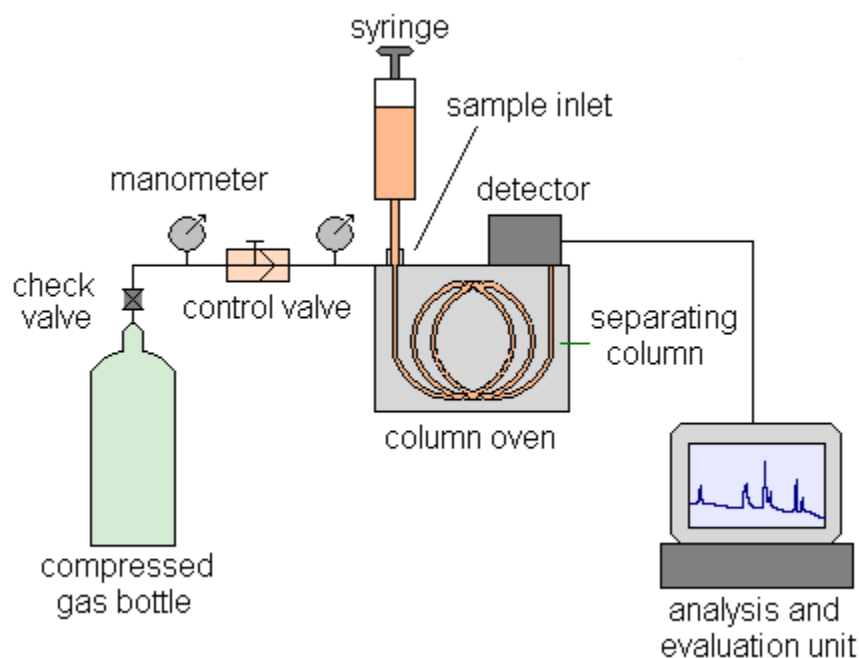 syringe
sample inlet
manometer
detector
check
valve
control valve
separating
column
column oven
compressed
gas bottle
analysis and
evaluation unit